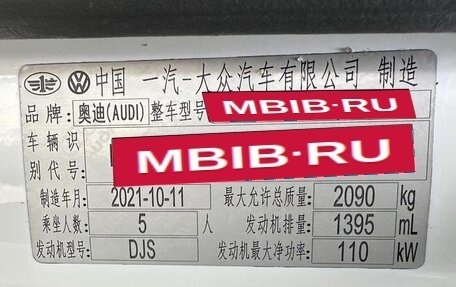 中国 一汽-大众汽车有限公司 制造
品牌: 奥迪(AUDI) 整车型号 MBIB-RU
车辆识
别代号: MBIB-RU
制造年月: 2021-10-11 最大允许总质量: 2090 kg
乘坐人数: 5 人 发动机排量: 1395 mL
发动机型号: DJS 发动机最大净功率: 110 kW